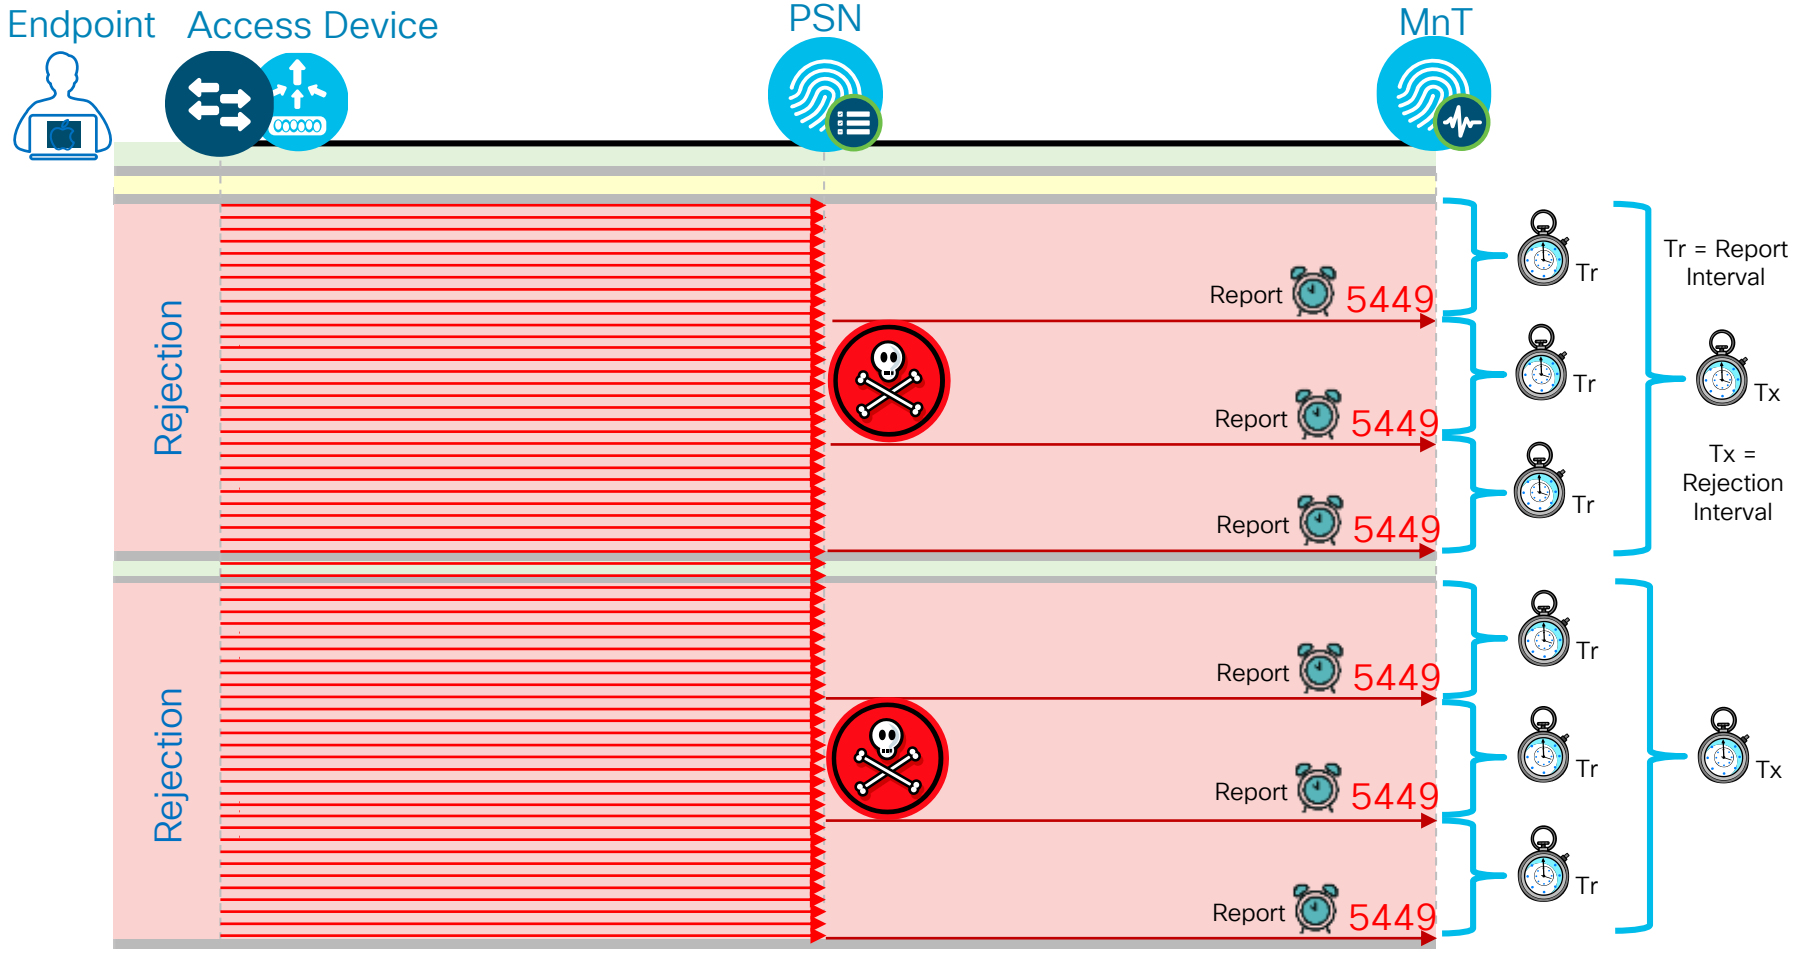 Endpoint
Access Device
PSN
MnT
Rejection
Report
5449
Tr
Tr = Report
Interval
Report
5449
Tr
Tx
Report
5449
Tr
Tx =
Rejection
Interval
Rejection
Report
5449
Tr
Report
5449
Tr
Tx
Report
5449
Tr